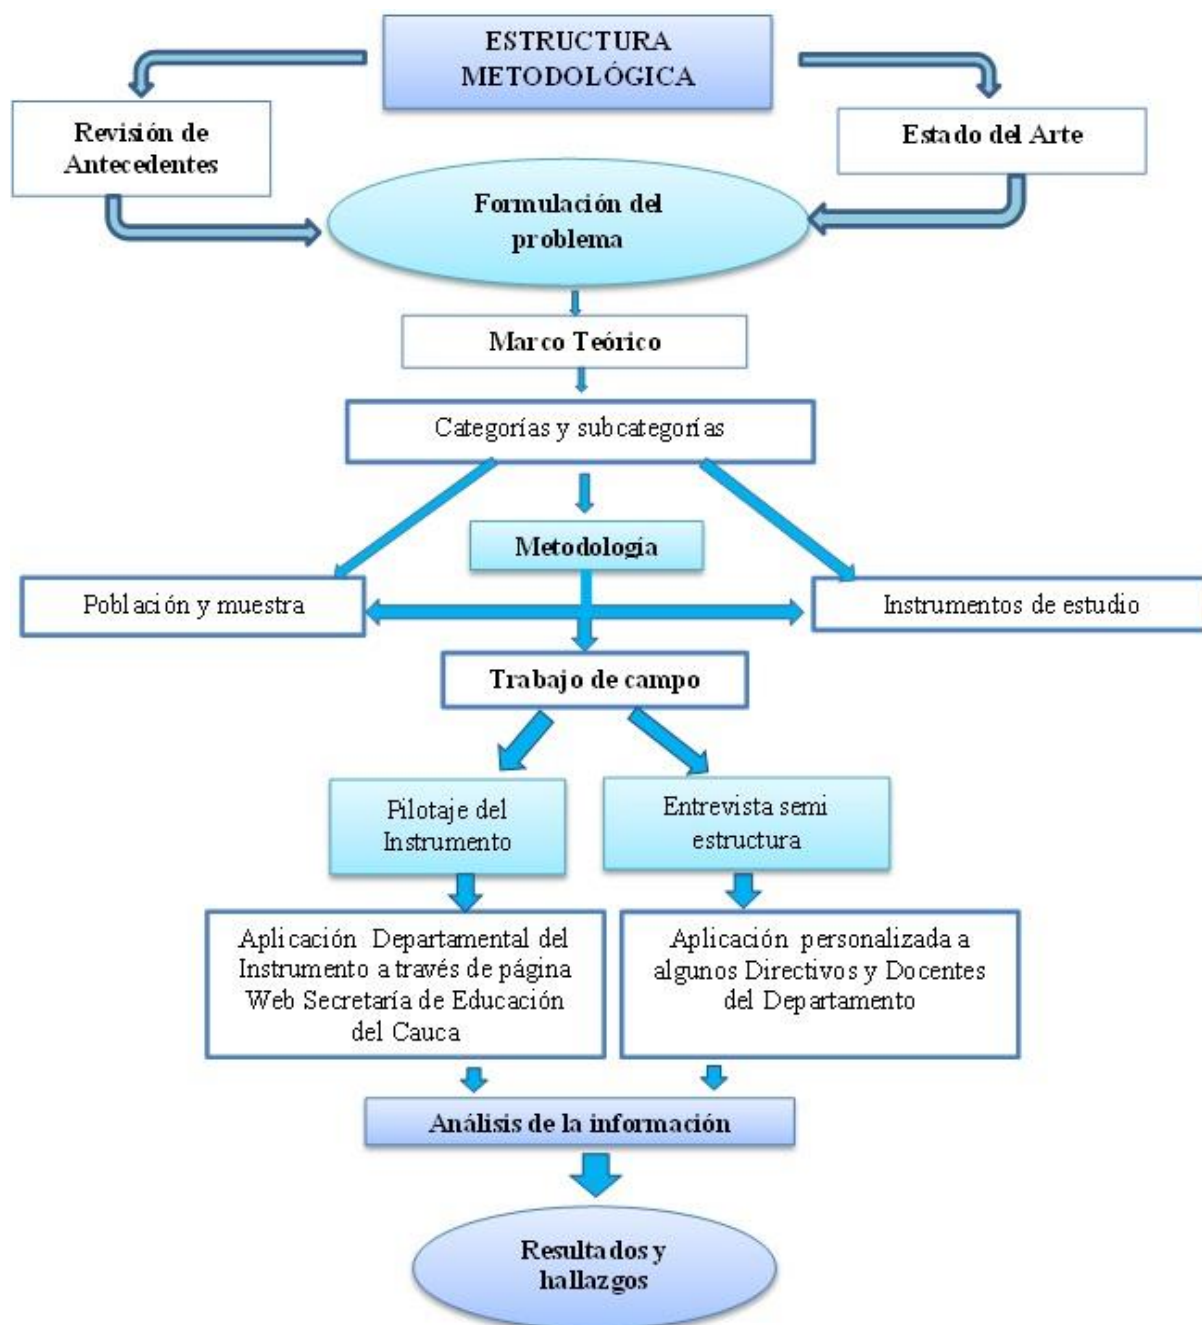 ESTRUCTURA
METODOLÓGICA
Revisión de
Antecedentes
Estado del Arte
Formulación del
problema
Marco Teórico
Categorías y subcategorías
Metodología
Población y muestra
Instrumentos de estudio
Trabajo de campo
Pilotaje del
Instrumento
Entrevista semi
estructura
Aplicación Departamental del
Instrumento a través de página
Web Secretaría de Educación
del Cauca
Aplicación personalizada a
algunos Directivos y Docentes
del Departamento
Análisis de la información
Resultados y
hallazgos